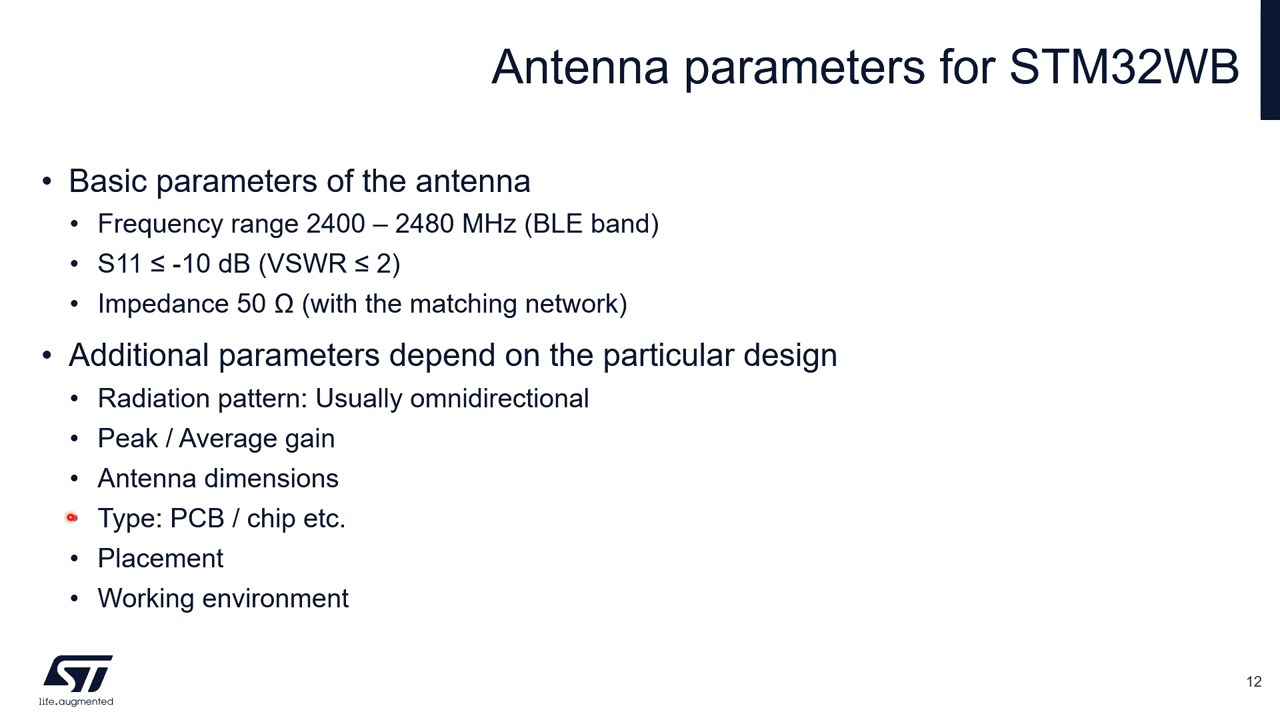 Antenna parameters for STM32WB
• Basic parameters of the antenna
• Frequency range 2400 – 2480 MHz (BLE band)
• S11 ≤ -10 dB (VSWR ≤ 2)
• Impedance 50 Ω (with the matching network)
• Additional parameters depend on the particular design
• Radiation pattern: Usually omnidirectional
• Peak / Average gain
• Antenna dimensions
• Type: PCB / chip etc.
• Placement
• Working environment
ST
life.augmented
12